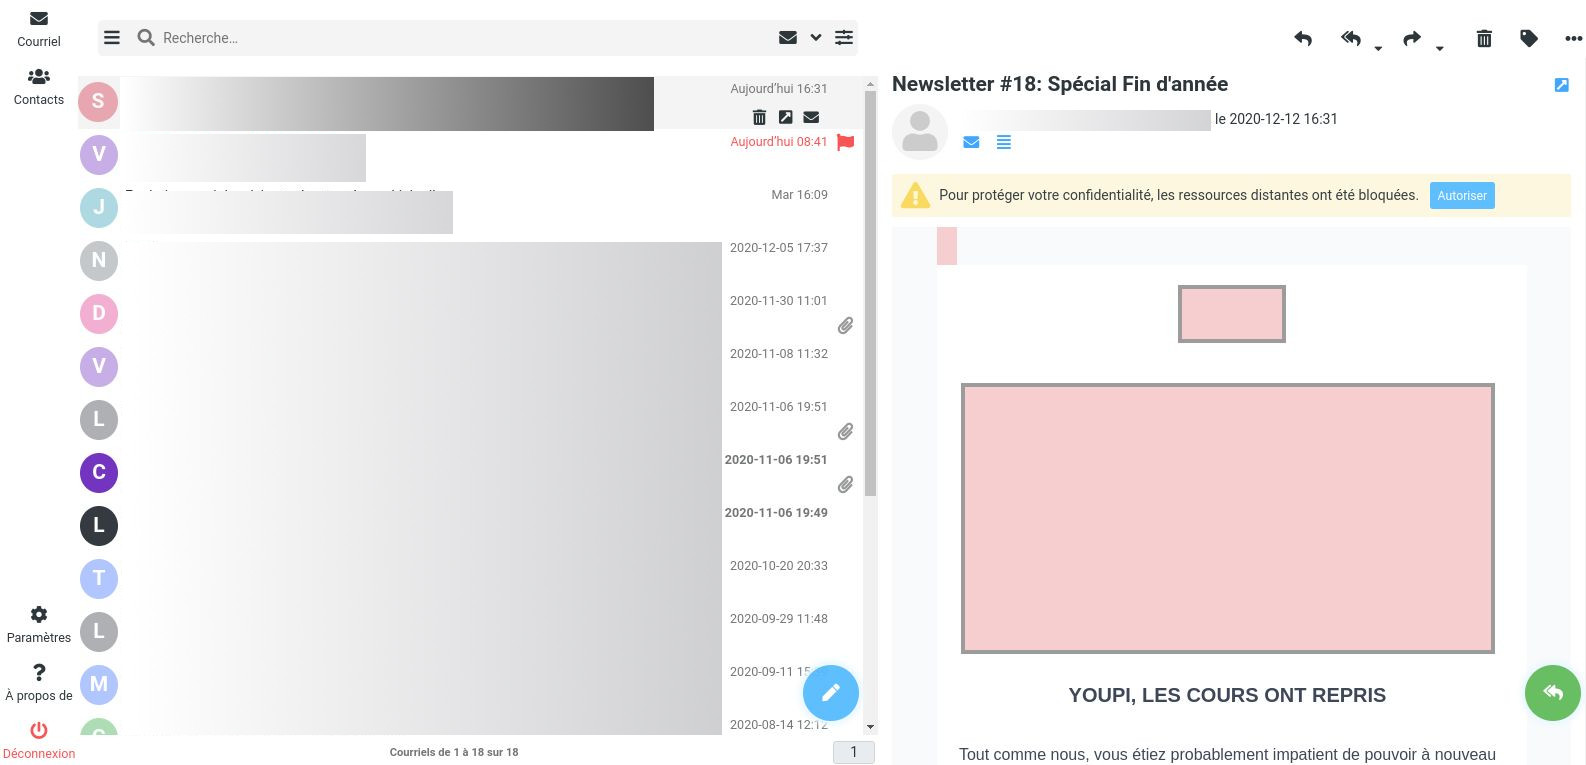 Courriel
Contacts
Paramètres
À propos de
Déconnexion
Recherche...
S
Aujourd'hui 16:31
V
Aujourd'hui 08:41
J
Mar 16:09
N
2020-12-05 17:37
D
2020-11-30 11:01
V
2020-11-08 11:32
L
2020-11-06 19:51
C
2020-11-06 19:51
L
2020-11-06 19:49
T
2020-10-20 20:33
L
2020-09-29 11:48
M
2020-09-11
2020-08-14 12:12
Courriels de 1 à 18 sur 18
1
Newsletter #18: Spécial Fin d'année
le 2020-12-12 16:31
Pour protéger votre confidentialité, les ressources distantes ont été bloquées.
Autoriser
YOUPI, LES COURS ONT REPRIS
Tout comme nous, vous étiez probablement impatient de pouvoir à nouveau